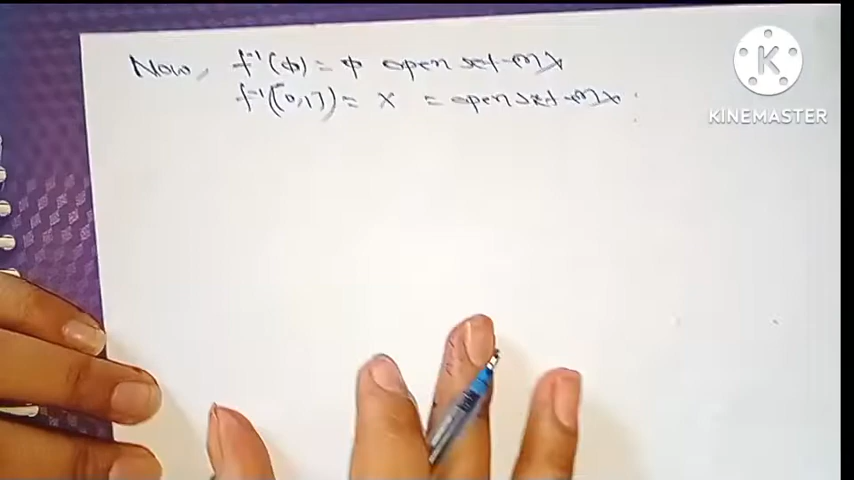 Now, f⁻¹(φ) = φ open set in X
f⁻¹([0,1]) = X = open set in X
KINEMASTER